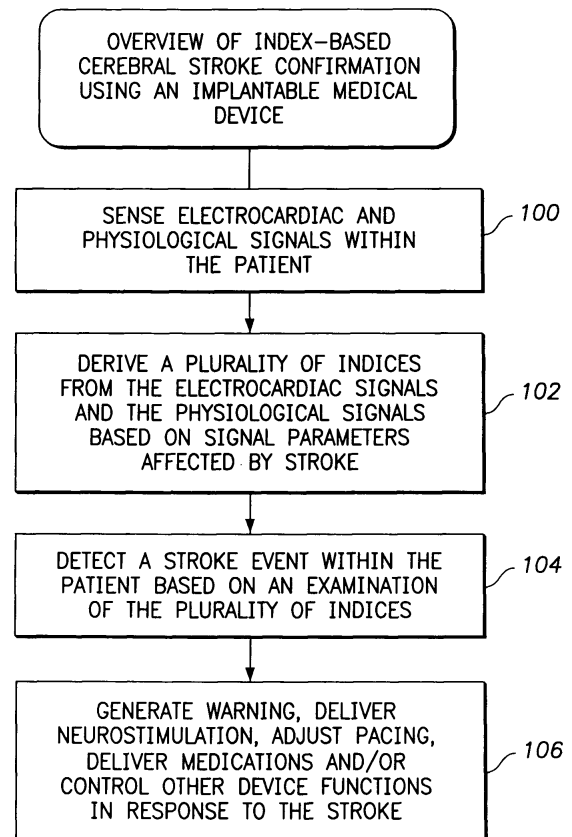 OVERVIEW OF INDEX-BASED
CEREBRAL STROKE CONFIRMATION
USING AN IMPLANTABLE MEDICAL
DEVICE
SENSE ELECTROCARDIAC AND
PHYSIOLOGICAL SIGNALS WITHIN
THE PATIENT
100
DERIVE A PLURALITY OF INDICES
FROM THE ELECTROCARDIAC SIGNALS
AND THE PHYSIOLOGICAL SIGNALS
BASED ON SIGNAL PARAMETERS
AFFECTED BY STROKE
102
DETECT A STROKE EVENT WITHIN THE
PATIENT BASED ON AN EXAMINATION
OF THE PLURALITY OF INDICES
104
GENERATE WARNING, DELIVER
NEUROSTIMULATION, ADJUST PACING,
DELIVER MEDICATIONS AND/OR
CONTROL OTHER DEVICE FUNCTIONS
IN RESPONSE TO THE STROKE
106